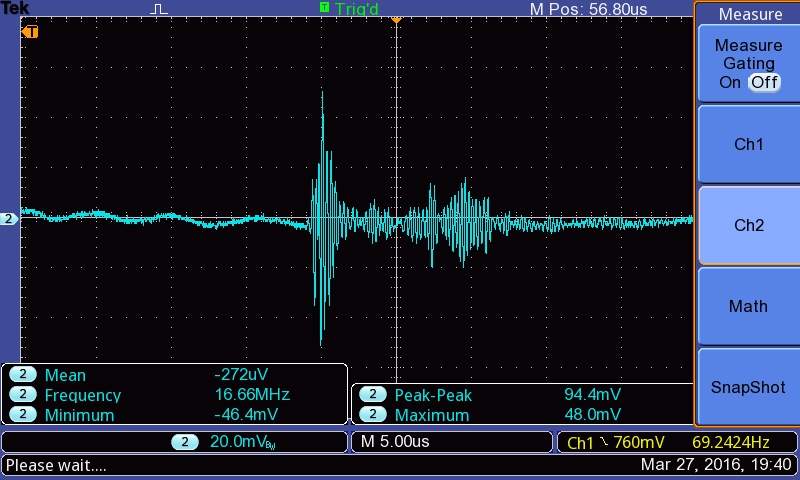 Tek
T Trig'd
M Pos: 56.80us
Measure
T
Measure
Gating
On Off
Ch1
Ch2
2
Math
SnapShot
2 Mean -272uV
2 Frequency 16.66MHz
2 Minimum -46.4mV
2 Peak-Peak 94.4mV
2 Maximum 48.0mV
2 20.0mVBW
M 5.00us
Ch1 760mV 69.2424Hz
Please wait....
Mar 27, 2016, 19:40